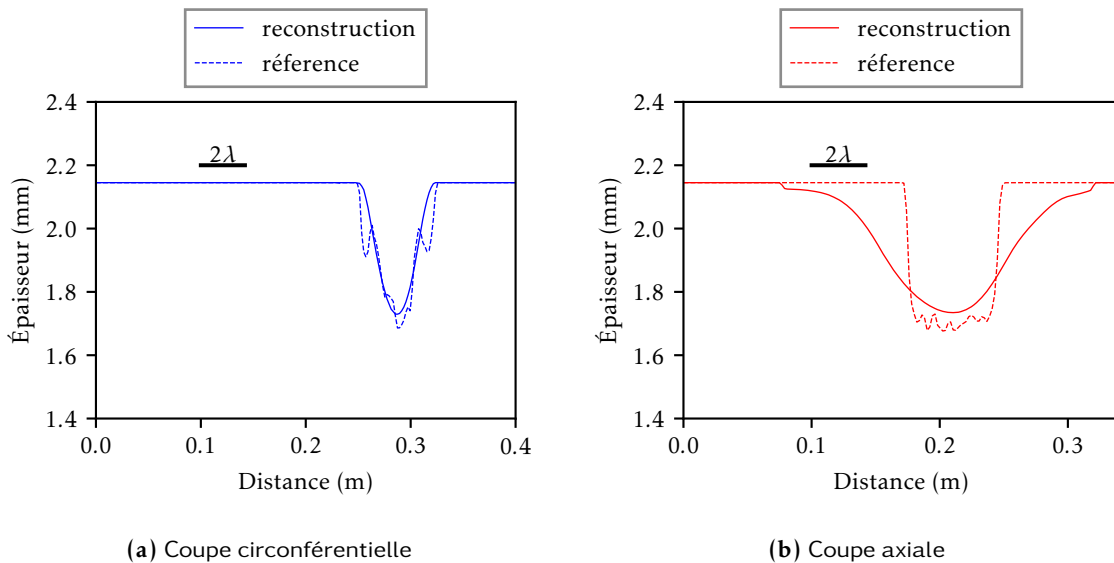 reconstruction
réference
2.4
2.2
2.0
1.8
1.6
1.4
Épaisseur (mm)
2λ
0.0 0.1 0.2 0.3 0.4
Distance (m)
(a) Coupe circonférentielle
reconstruction
réference
2.4
2.2
2.0
1.8
1.6
1.4
Épaisseur (mm)
2λ
0.0 0.1 0.2 0.3
Distance (m)
(b) Coupe axiale